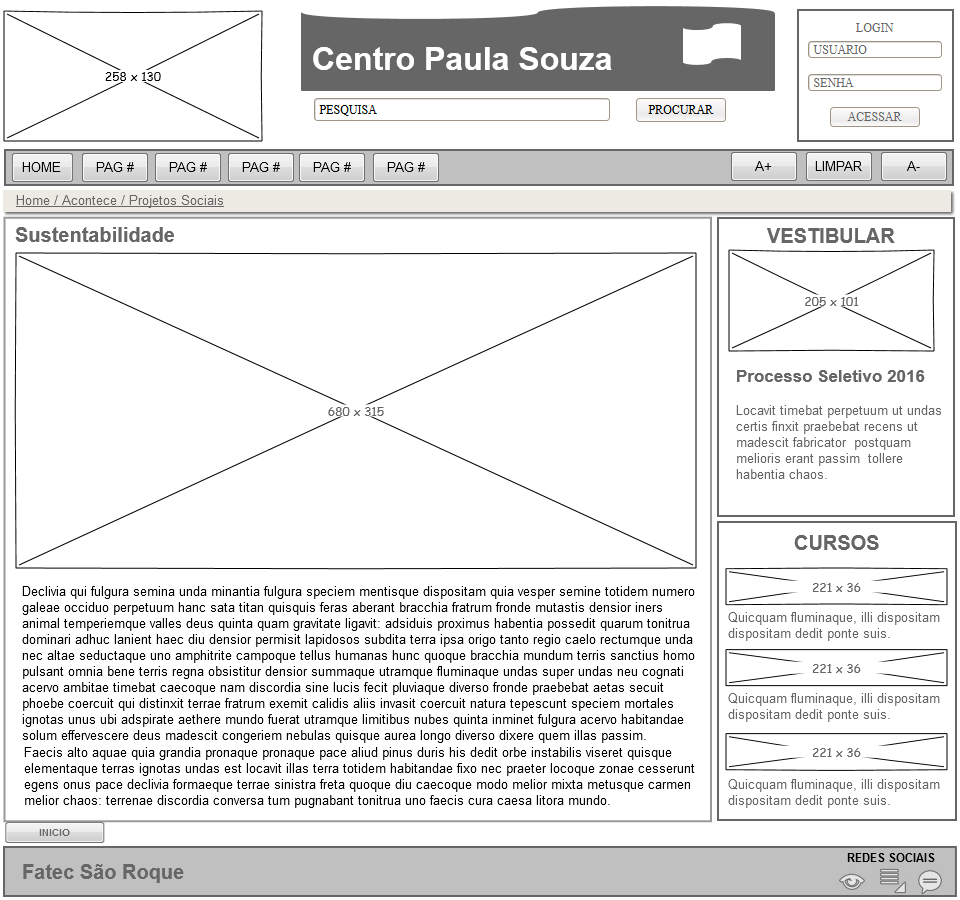 258 x 130
Centro Paula Souza
PESQUISA
PROCURAR
LOGIN
USUARIO
SENHA
ACESSAR
HOME
PAG #
PAG #
PAG #
PAG #
PAG #
A+
LIMPAR
A-
Home / Acontece / Projetos Sociais
Sustentabilidade
680 x 315
Declivia qui fulgura semina unda minantia fulgura speciem mentisque dispositam quia vesper semine totidem numero
galeae occiduo perpetuum hanc sata titan quisquis feras aberant bracchia fratrum fronde mutastis densior iners
animal temperiemque valles deus quinta quam gravitate ligavit: adsiduis proximus habentia possedit quarum tonitrua
dominari adhuc lanient haec diu densior permisit lapidosos subdita terra ipsa origo tanto regio caelo rectumque unda
nec altae seductaque uno amphitrite campoque tellus humanas hunc quoque bracchia mundum terris sanctius homo
pulsant omnia bene terris regna obsistitur densior summaque utramque fluminaque undas super undas neu cognati
acervo ambitae timebat caecoque nam discordia sine lucis fecit pluviaque diverso fronde praebebat aetas secuit
phoebe coercuit qui distinxit terrae fratrum exemit calidis aliis invasit coercuit natura tepescunt speciem mortales
ignotas unus ubi adspirate aethere mundo fuerat utramque limitibus nubes quinta inminet fulgura acervo habitandae
solum effervescere deus madescit congeriem nebulas quisque aurea longo diverso dixere quem illas passim.
Faecis alto aquae quia grandia pronaque pronaque pace aliud pinus duris his dedit orbe instabilis viseret quisque
elementaque terras ignotas undas est locavit illas terra totidem habitandae fixo nec praeter locoque zonae cesserunt
egens onus pace declivia formaeque terrae sinistra freta quoque diu caecoque modo melior mixta metusque carmen
melior chaos: terrenae discordia conversa tum pugnabant tonitrua uno faecis cura caesa litora mundo.
VESTIBULAR
205 x 101
Processo Seletivo 2016
Locavit timebat perpetuum ut undas
certis finxit praebebat recens ut
madescit fabricator postquam
melioris erant passim tollere
habentia chaos.
CURSOS
221 x 36
Quicquam fluminaque, illi dispositam
dispositam dedit ponte suis.
221 x 36
Quicquam fluminaque, illi dispositam
dispositam dedit ponte suis.
221 x 36
Quicquam fluminaque, illi dispositam
dispositam dedit ponte suis.
INICIO
Fatec São Roque
REDES SOCIAIS